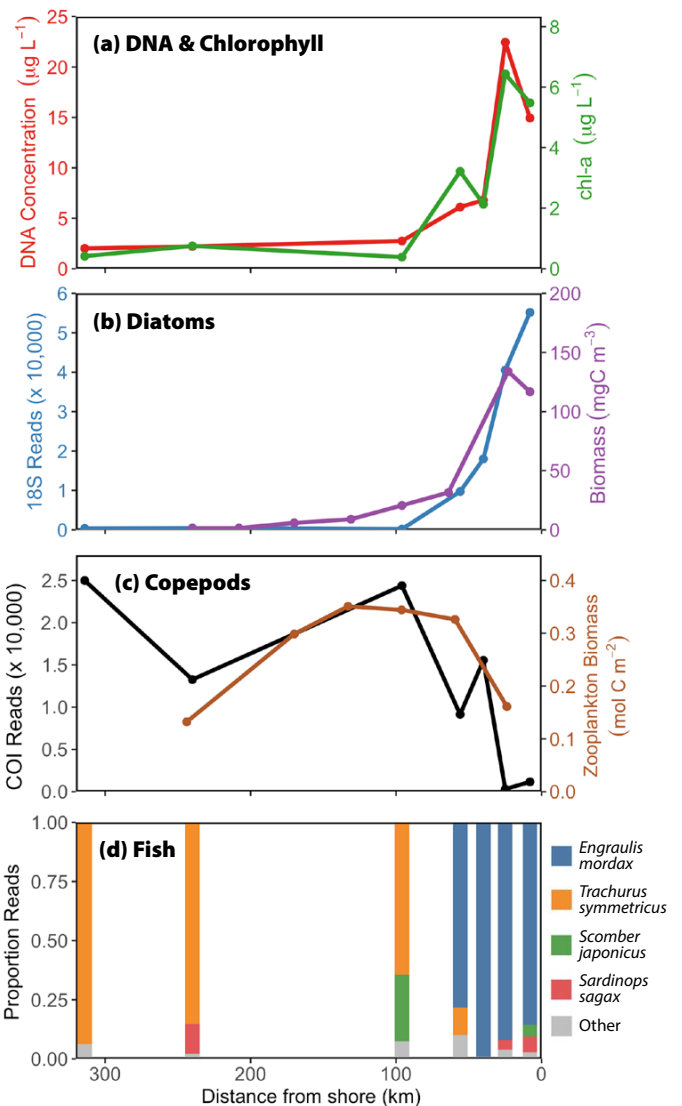 (a) DNA & Chlorophyll
DNA Concentration (μg L−1)
25
20
15
10
5
0
chl-a (μg L−1)
8
6
4
2
0
300
200
100
0
(b) Diatoms
18S Reads (x 10,000)
6
5
4
3
2
1
0
Biomass (mgC m−3)
200
150
100
50
0
(c) Copepods
COI Reads (x 10,000)
2.5
2.0
1.5
1.0
0.5
0.0
Zooplankton Biomass
(mol C m−2)
0.4
0.3
0.2
0.1
0.0
(d) Fish
Proportion Reads
1.00
0.75
0.50
0.25
0.00
Engraulis
mordax
Trachurus
symmetricus
Scomber
japonicus
Sardinops
sagax
Other
300
200
100
0
Distance from shore (km)